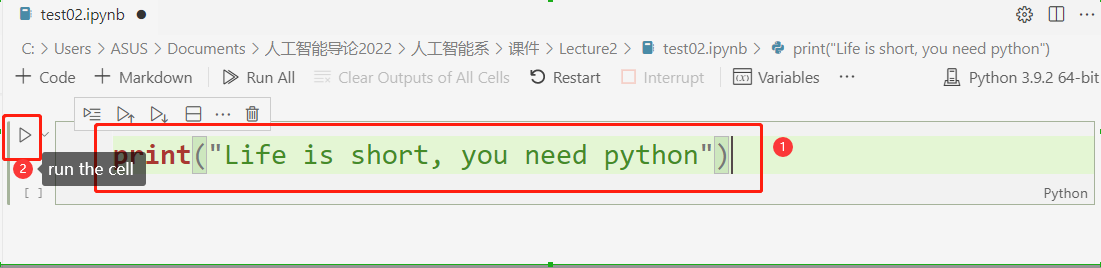 test02.ipynb
C: > Users > ASUS > Documents > 人工智能导论2022 > 人工智能系 > 课件 > Lecture2 > test02.ipynb > print("Life is short, you need python")
+ Code + Markdown Run All Clear Outputs of All Cells Restart Interrupt Variables ··· Python 3.9.2 64-bit
print("Life is short, you need python")
1
2 run the cell
[ ]
Python